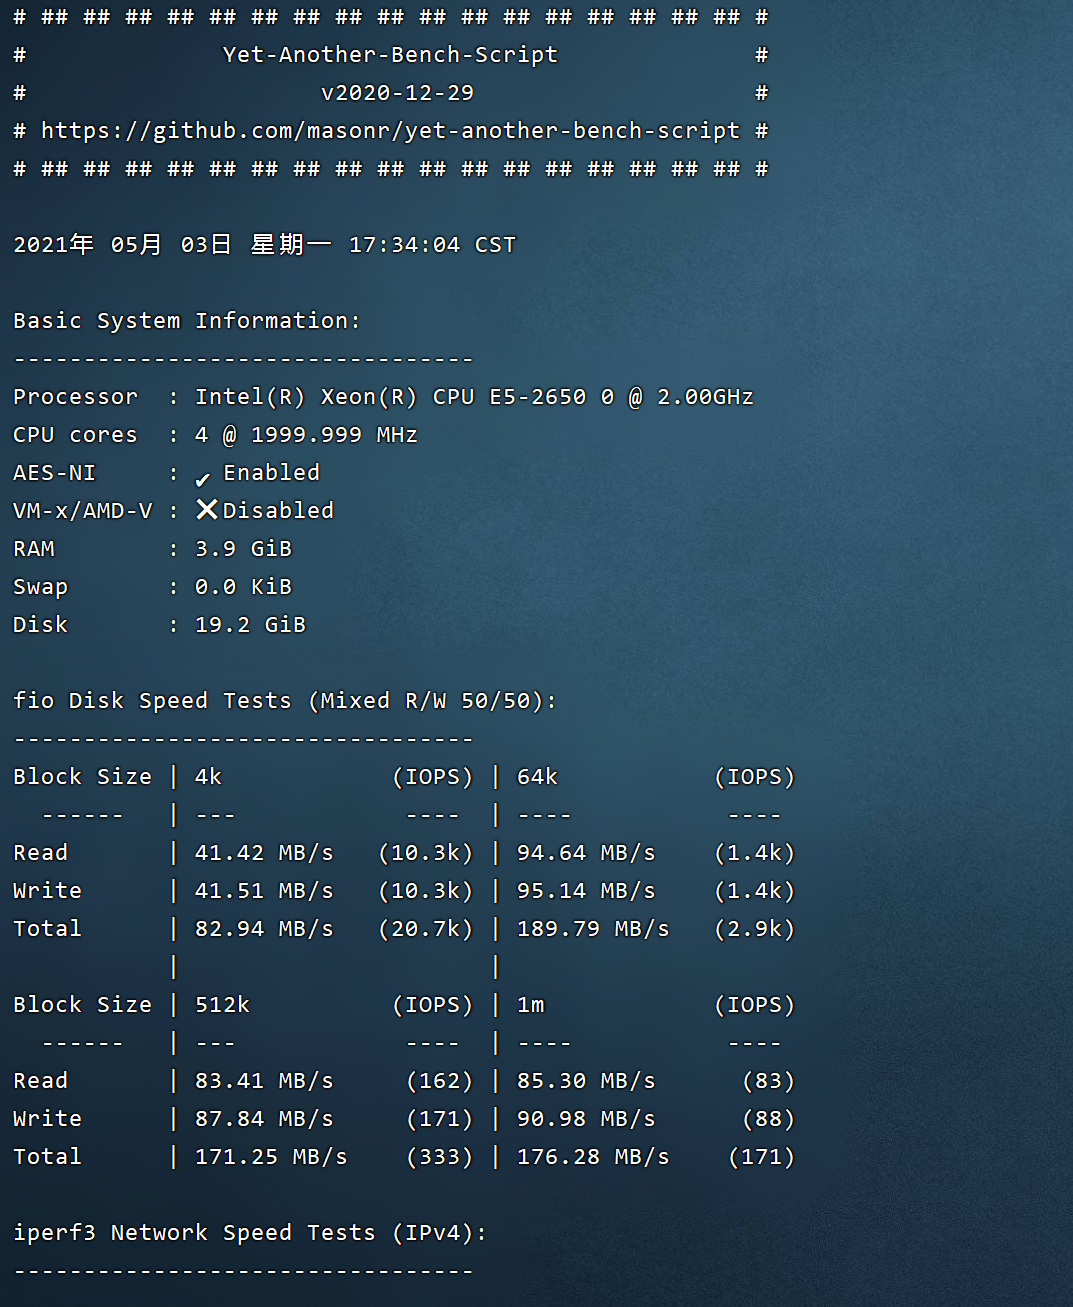 # ## ## ## ## ## ## ## ## ## ## ## ## ## ## ## ## ## #
#              Yet-Another-Bench-Script              #
#                     v2020-12-29                    #
# https://github.com/masonr/yet-another-bench-script #
# ## ## ## ## ## ## ## ## ## ## ## ## ## ## ## ## ## #
2021年 05月 03日 星期一 17:34:04 CST
Basic System Information:
---------------------------------
Processor  : Intel(R) Xeon(R) CPU E5-2650 0 @ 2.00GHz
CPU cores  : 4 @ 1999.999 MHz
AES-NI     : ✔ Enabled
VM-x/AMD-V : ❌Disabled
RAM        : 3.9 GiB
Swap       : 0.0 KiB
Disk       : 19.2 GiB
fio Disk Speed Tests (Mixed R/W 50/50):
---------------------------------
Block Size | 4k            (IOPS) | 64k           (IOPS)
  ------   | ---            ----  | ----           ----
Read       | 41.42 MB/s   (10.3k) | 94.64 MB/s    (1.4k)
Write      | 41.51 MB/s   (10.3k) | 95.14 MB/s    (1.4k)
Total      | 82.94 MB/s   (20.7k) | 189.79 MB/s   (2.9k)
           |                      |
Block Size | 512k          (IOPS) | 1m            (IOPS)
  ------   | ---            ----  | ----           ----
Read       | 83.41 MB/s     (162) | 85.30 MB/s      (83)
Write      | 87.84 MB/s     (171) | 90.98 MB/s      (88)
Total      | 171.25 MB/s    (333) | 176.28 MB/s    (171)
iperf3 Network Speed Tests (IPv4):
---------------------------------